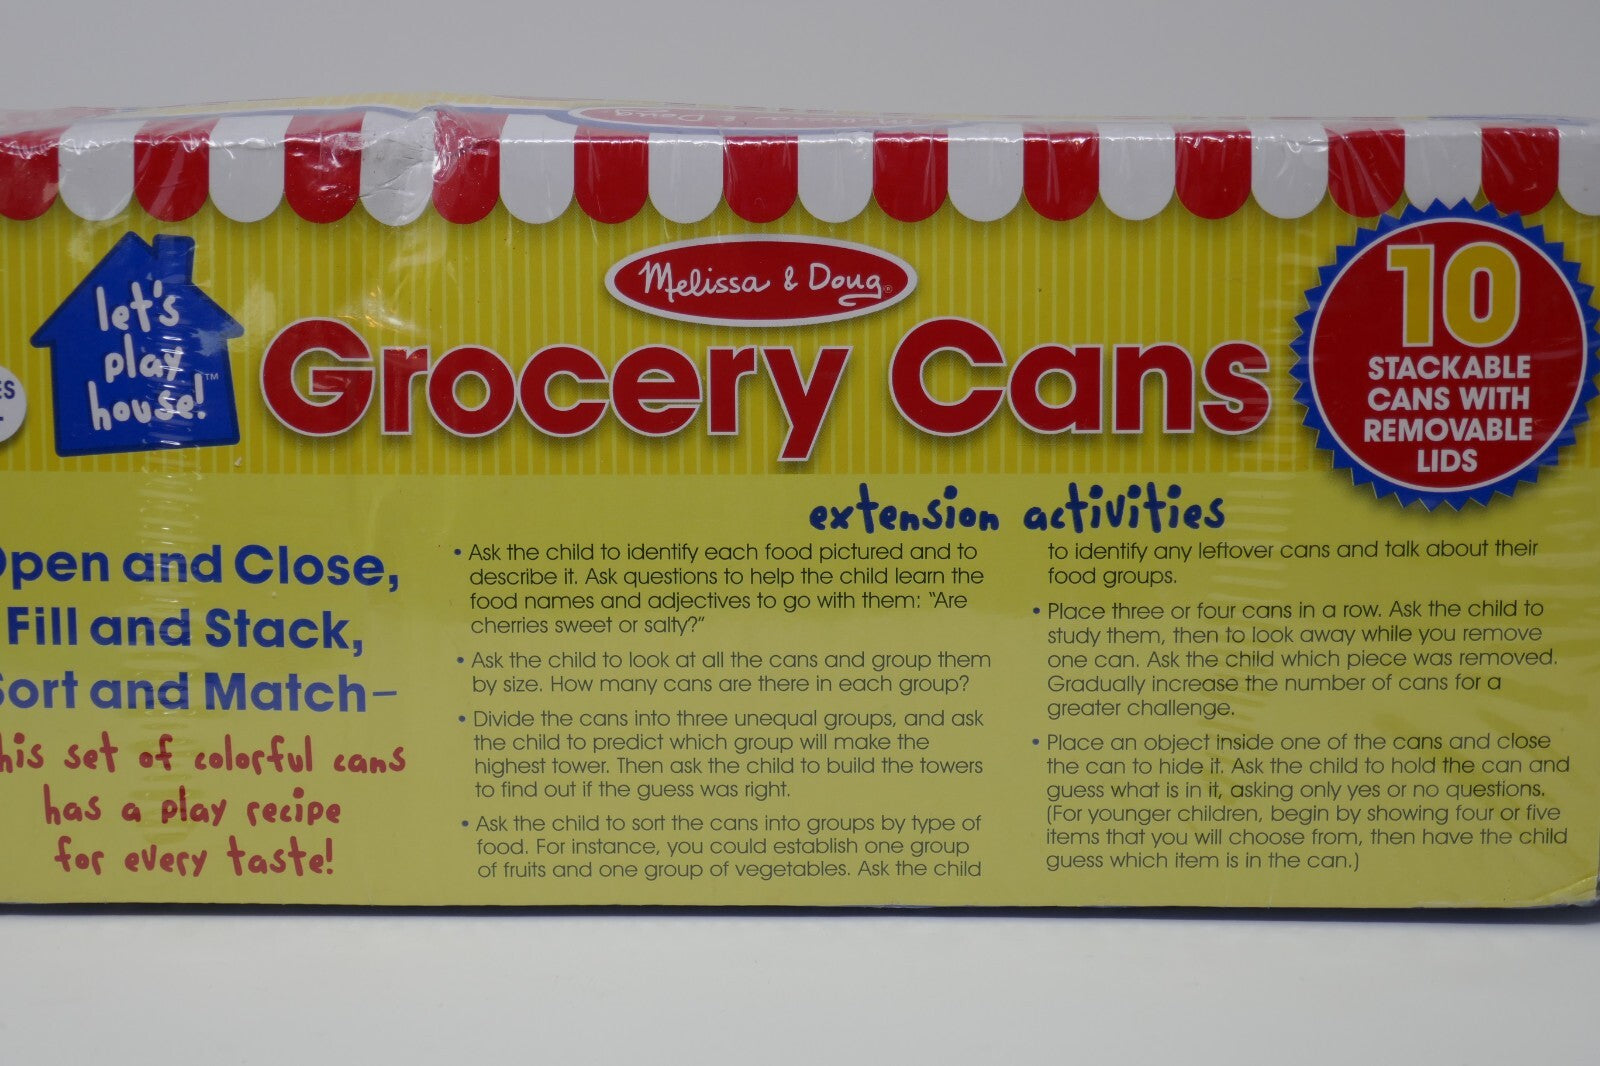 Melissa & Doug
let's
play
house!™
Melissa & Doug®
Grocery Cans
10
STACKABLE
CANS WITH
REMOVABLE
LIDS
and Close,
Fill and Stack,
and Match–
set of colorful cans
has a play recipe
for every taste!
extension activities
• Ask the child to identify each food pictured and to
describe it. Ask questions to help the child learn the
food names and adjectives to go with them: “Are
cherries sweet or salty?”
• Ask the child to look at all the cans and group them
by size. How many cans are there in each group?
• Divide the cans into three unequal groups, and ask
the child to predict which group will make the
highest tower. Then ask the child to build the towers
to find out if the guess was right.
• Ask the child to sort the cans into groups by type of
food. For instance, you could establish one group
of fruits and one group of vegetables. Ask the child
to identify any leftover cans and talk about their
food groups.
• Place three or four cans in a row. Ask the child to
study them, then to look away while you remove
one can. Ask the child which piece was removed.
Gradually increase the number of cans for a
greater challenge.
• Place an object inside one of the cans and close
the can to hide it. Ask the child to hold the can and
guess what is in it, asking only yes or no questions.
(For younger children, begin by showing four or five
items that you will choose from, then have the child
guess which item is in the can.)